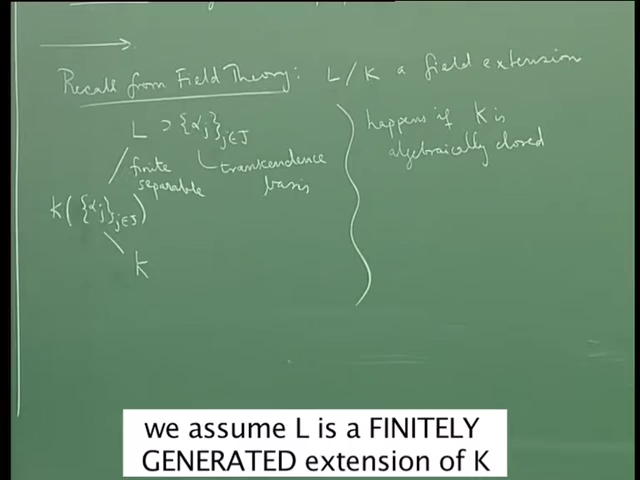 Recall from Field Theory: L/K a field extension
L ⊃ {αj}j∈J
finite separable
transcendence basis
K({αj}j∈J)
K
happens if K is
algebraically closed
we assume L is a FINITELY
GENERATED extension of K